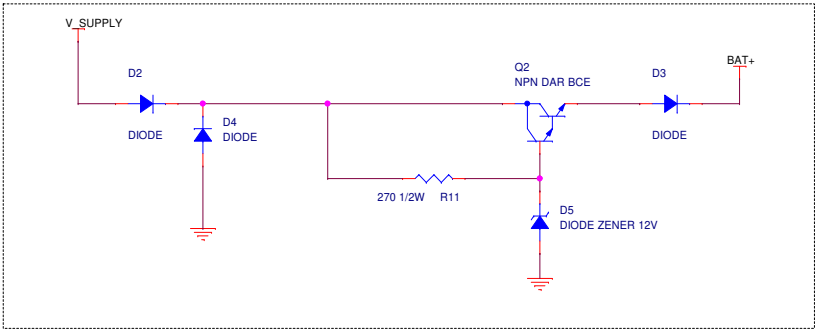 V_SUPPLY
D2
DIODE
D4
DIODE
Q2
NPN DAR BCE
D3
DIODE
BAT+
270 1/2W
R11
D5
DIODE ZENER 12V